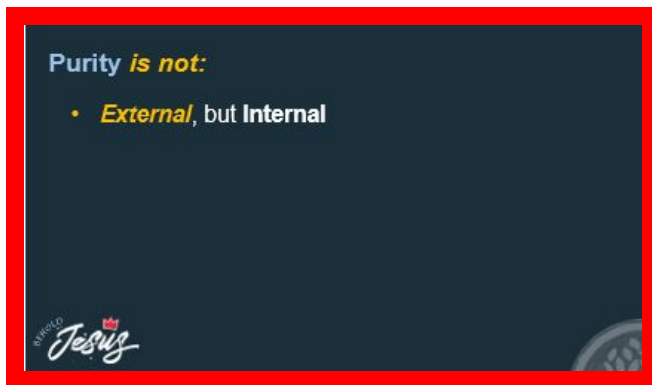 Purity is not:
• External, but Internal
BEHOLD
Jesus